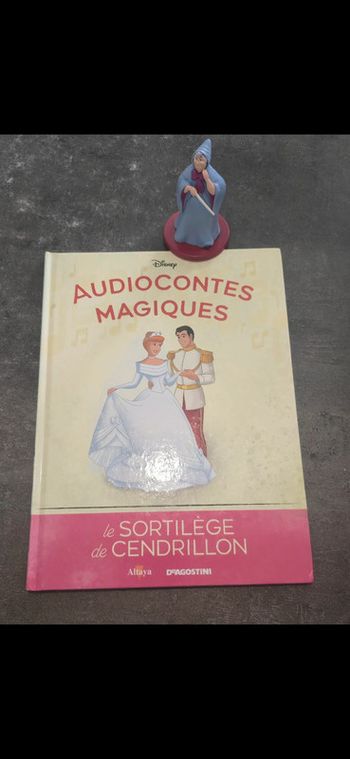 Disney
AUDIOCONTES
MAGIQUES
le SORTILÈGE
de CENDRILLON
Altaya DeAGOSTINI